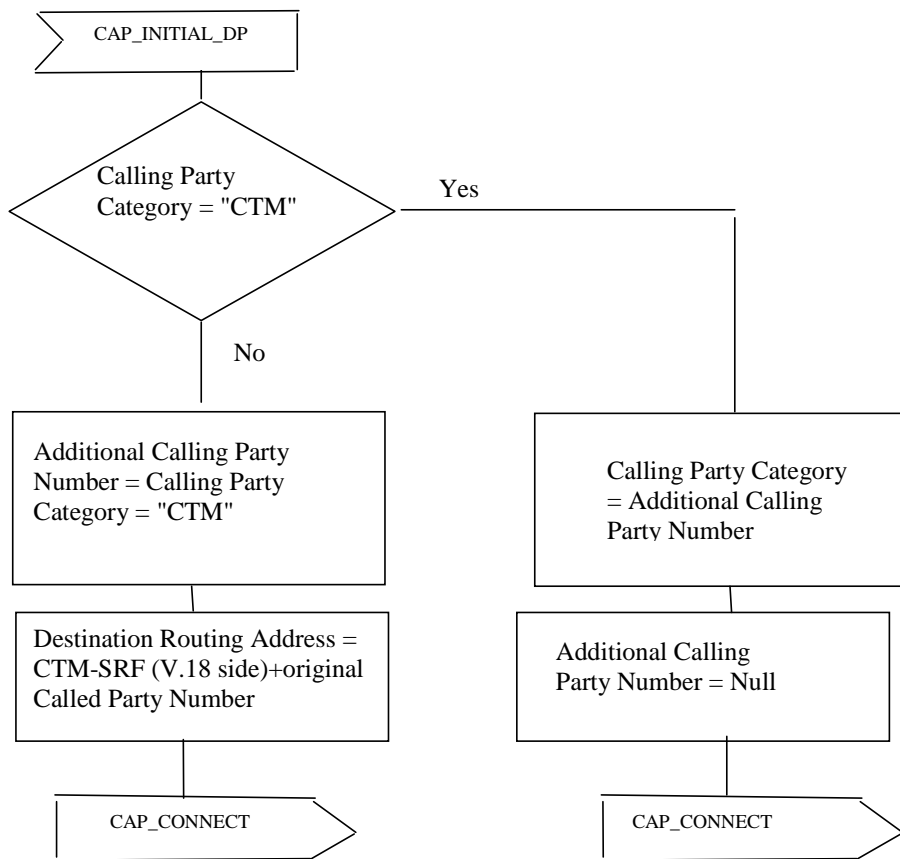 CAP_INITIAL_DP
Calling Party
Category = "CTM"
Yes
No
Additional Calling Party
Number = Calling Party
Category = "CTM"
Calling Party Category
= Additional Calling
Party Number
Destination Routing Address =
CTM-SRF (V.18 side)+original
Called Party Number
Additional Calling
Party Number = Null
CAP_CONNECT
CAP_CONNECT